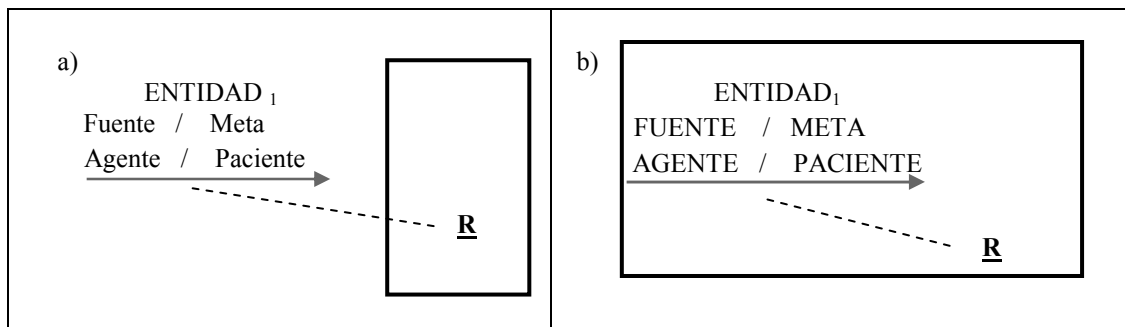 a)
ENTIDAD 1
Fuente / Meta
Agente / Paciente
R
b)
ENTIDAD1
FUENTE / META
AGENTE / PACIENTE
R